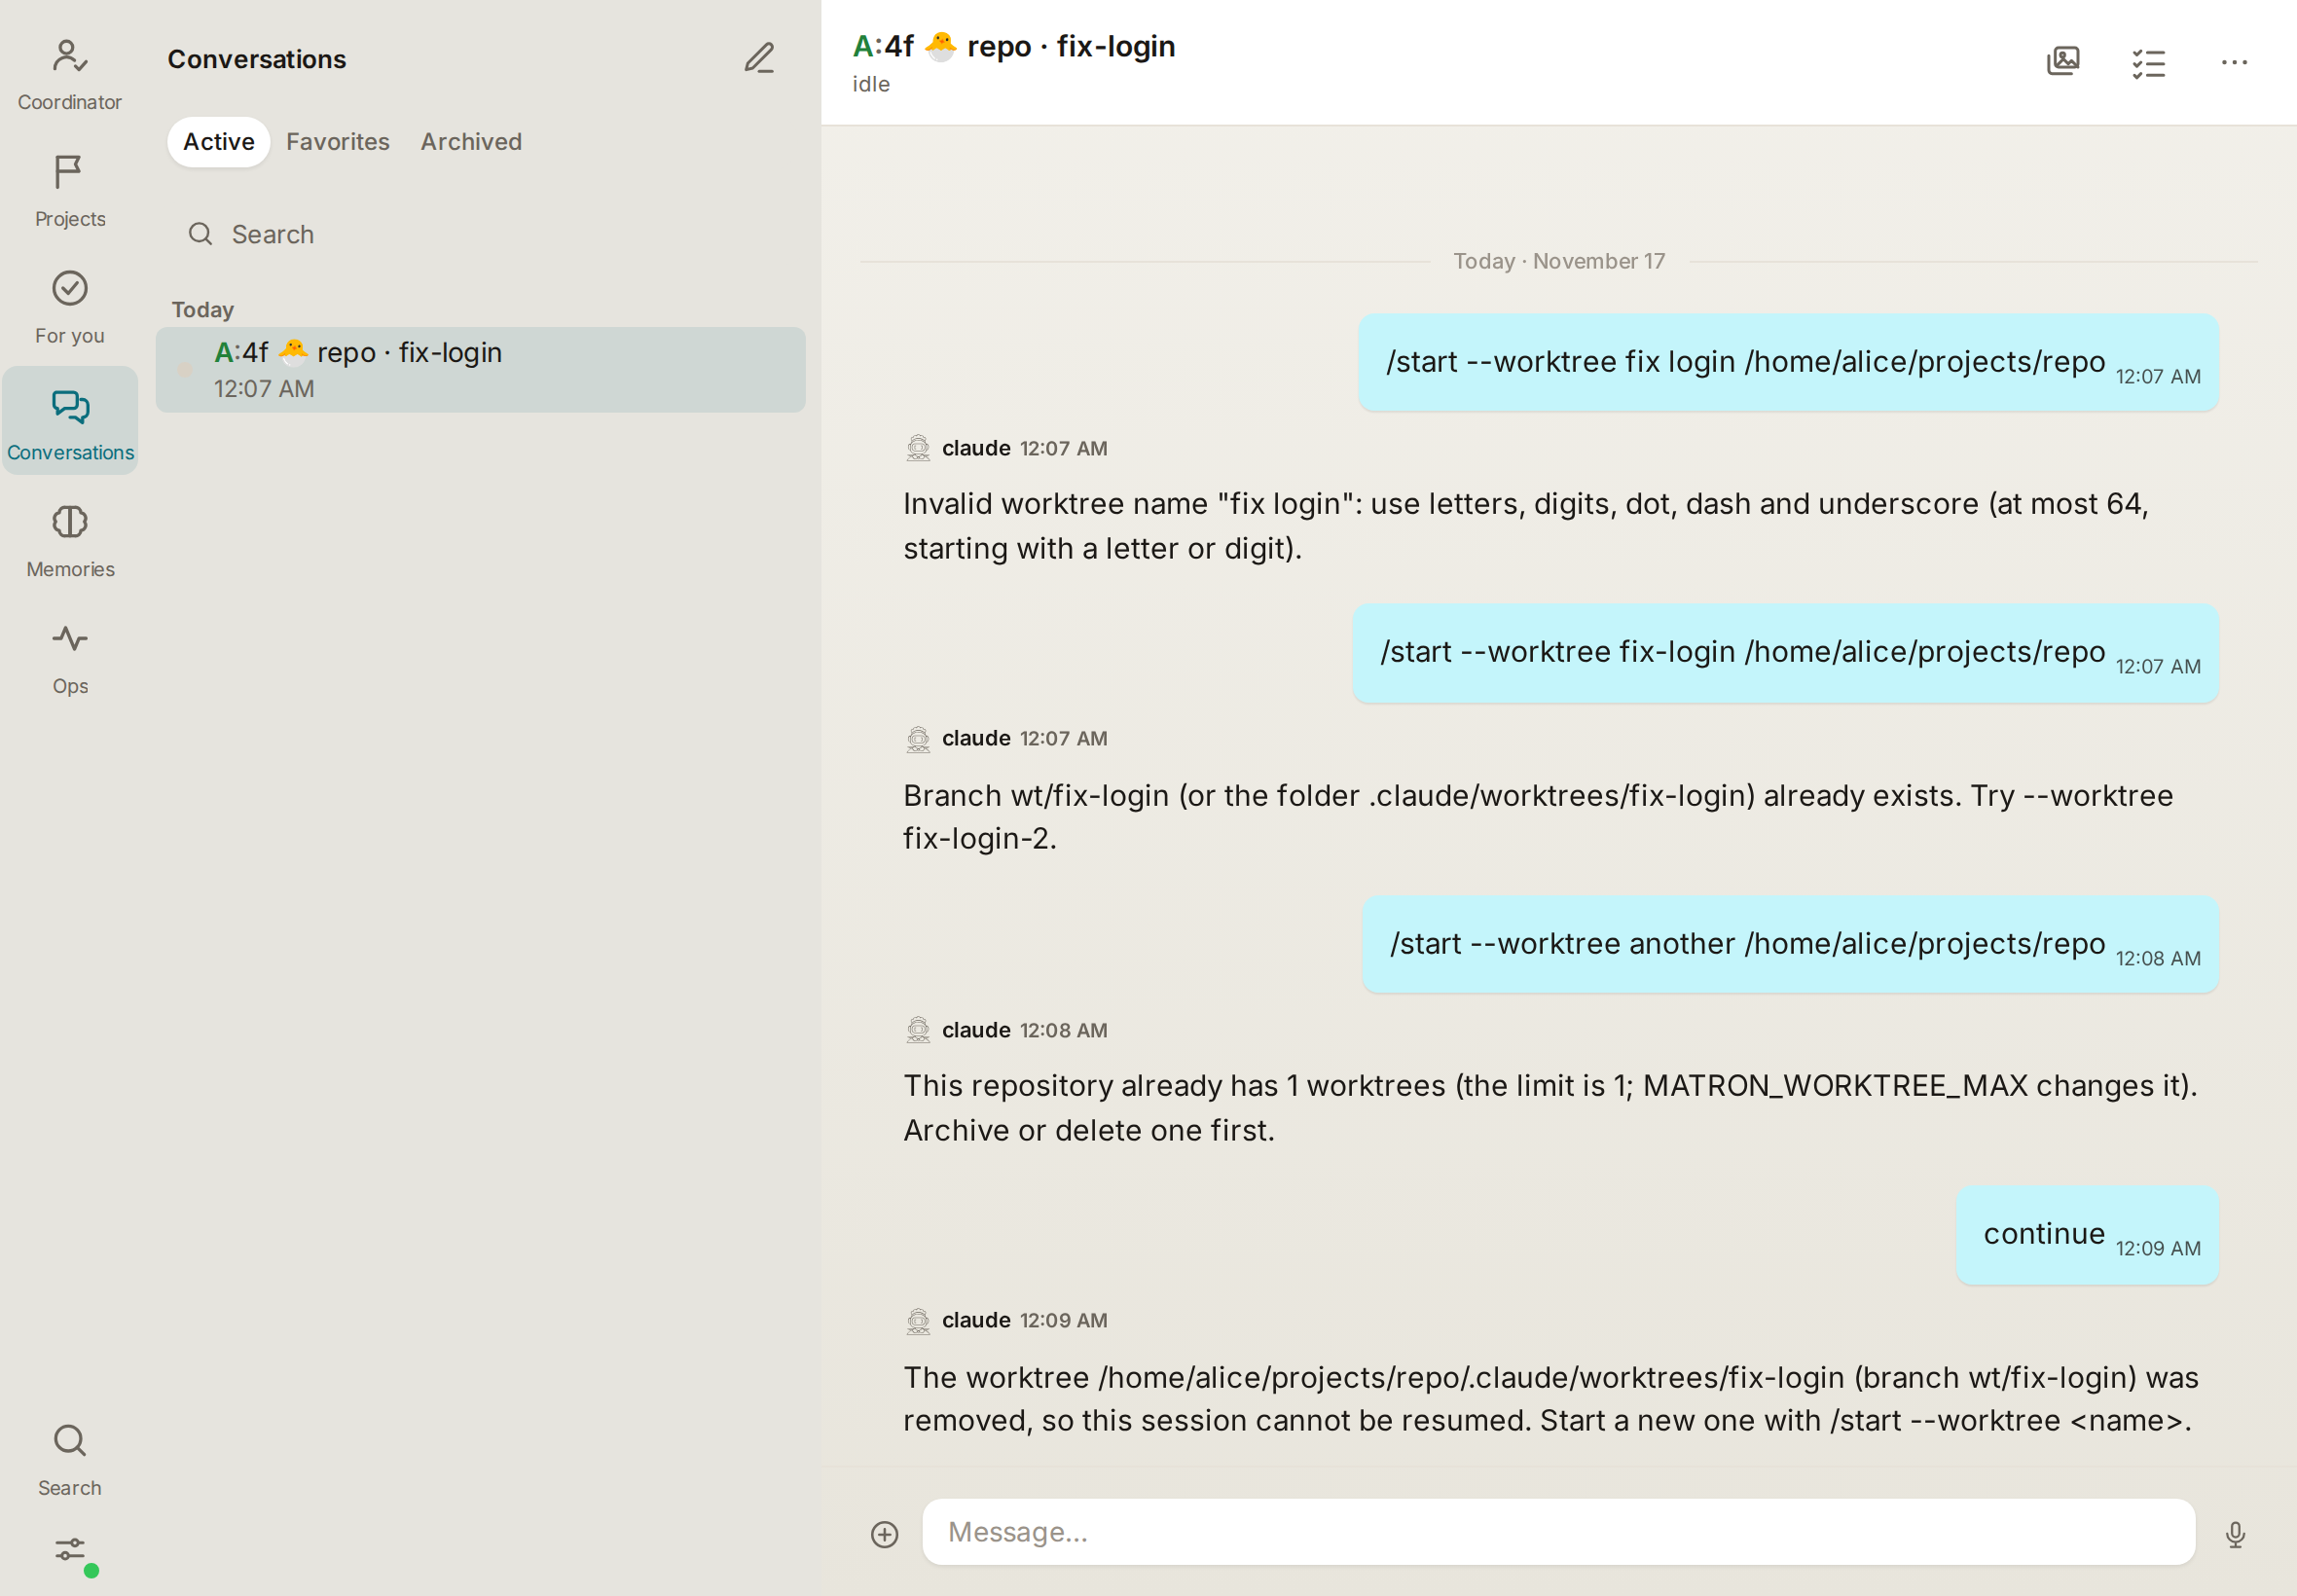 Coordinator
Projects
For you
Conversations
Memories
Ops
Search
Conversations
Active Favorites Archived
Search
Today
A:4f 🐣 repo · fix-login
12:07 AM
A:4f 🐣 repo · fix-login
idle
Today · November 17
/start --worktree fix login /home/alice/projects/repo 12:07 AM
claude 12:07 AM
Invalid worktree name "fix login": use letters, digits, dot, dash and underscore (at most 64,
starting with a letter or digit).
/start --worktree fix-login /home/alice/projects/repo 12:07 AM
claude 12:07 AM
Branch wt/fix-login (or the folder .claude/worktrees/fix-login) already exists. Try --worktree
fix-login-2.
/start --worktree another /home/alice/projects/repo 12:08 AM
claude 12:08 AM
This repository already has 1 worktrees (the limit is 1; MATRON_WORKTREE_MAX changes it).
Archive or delete one first.
continue 12:09 AM
claude 12:09 AM
The worktree /home/alice/projects/repo/.claude/worktrees/fix-login (branch wt/fix-login) was
removed, so this session cannot be resumed. Start a new one with /start --worktree <name>.
Message...